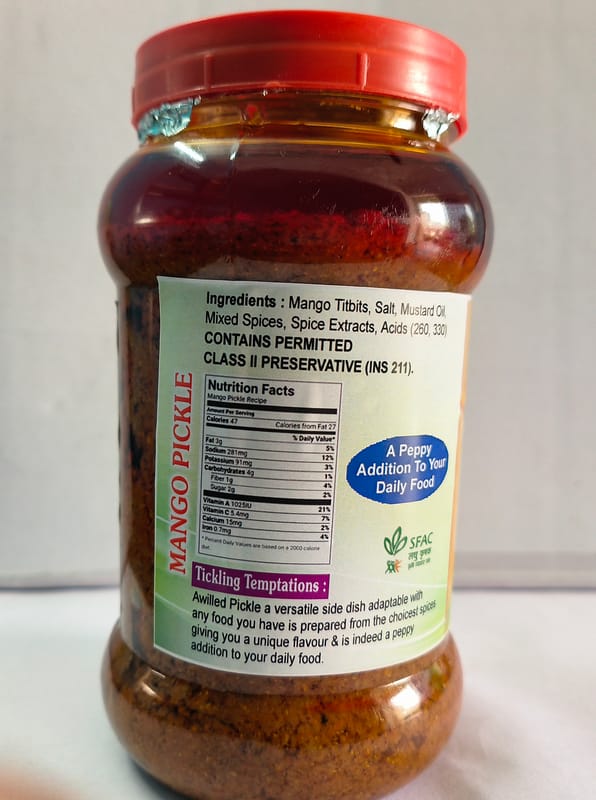 Ingredients : Mango Titbits, Salt, Mustard Oil,
Mixed Spices, Spice Extracts, Acids (260, 330)
CONTAINS PERMITTED
CLASS II PRESERVATIVE (INS 211).
MANGO PICKLE
Nutrition Facts
Mango Pickle Recipe
Amount Per Serving
Calories 47 Calories from Fat 27
% Daily Value*
Fat 3g 5%
Sodium 281mg 12%
Potassium 91mg 3%
Carbohydrates 4g 1%
Fiber 1g 4%
Sugar 2g 2%
Vitamin A 1025IU 21%
Vitamin C 5.4mg 7%
Calcium 15mg 2%
Iron 0.7mg 4%
* Percent Daily Values are based on a 2000 calorie
diet.
A Peppy
Addition To Your
Daily Food
SFAC
लघु कृषक
कृषि व्यापार संघ
Tickling Temptations :
Awilled Pickle a versatile side dish adaptable with
any food you have is prepared from the choicest spices
giving you a unique flavour & is indeed a peppy
addition to your daily food.